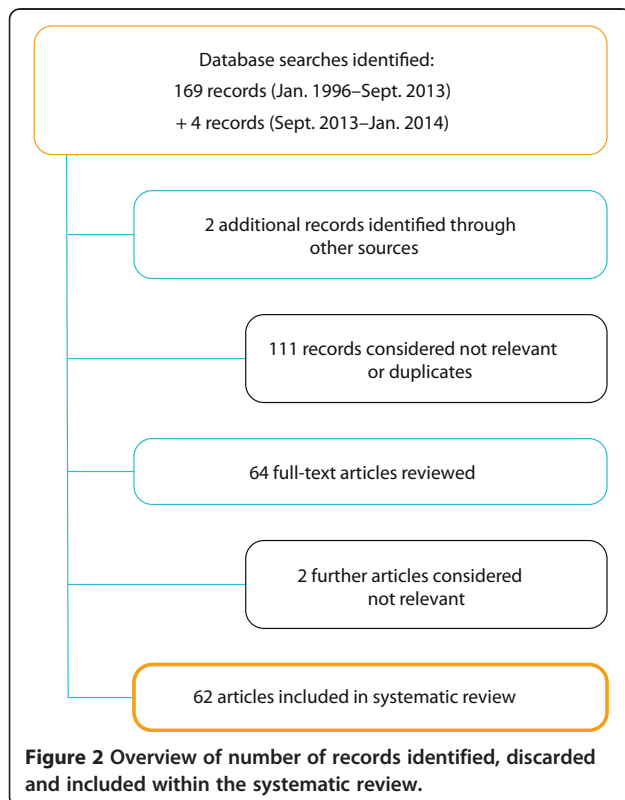 Database searches identified:
169 records (Jan. 1996–Sept. 2013)
+ 4 records (Sept. 2013–Jan. 2014)
2 additional records identified through
other sources
111 records considered not relevant
or duplicates
64 full-text articles reviewed
2 further articles considered
not relevant
62 articles included in systematic review
Figure 2 Overview of number of records identified, discarded
and included within the systematic review.